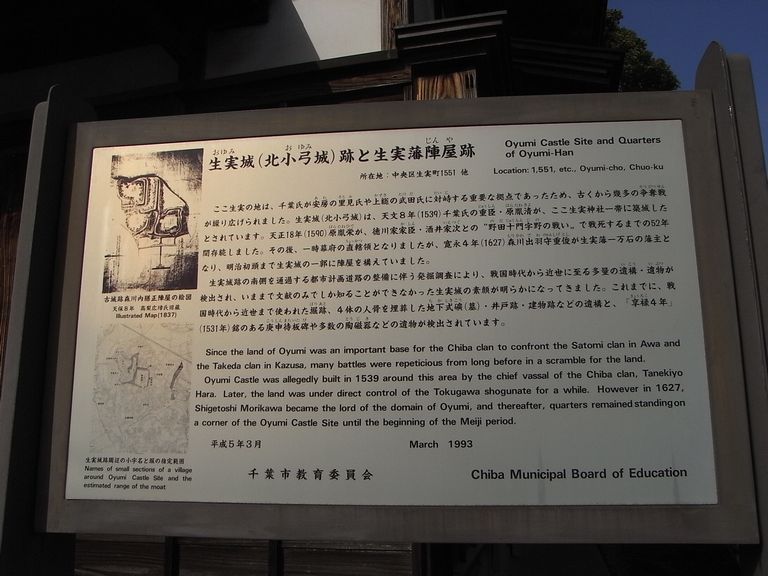 生実城(北小弓城)跡と生実藩陣屋跡
Oyumi Castle Site and Quarters
of Oyumi-Han
所在地:中央区生実町1551 他
Location:1,551, etc., Oyumi-cho, Chuo-ku
ここ生実の地は、千葉氏が安房の里見氏や上総の武田氏に対峙する重要な拠点であったため、古くから幾多の争奪戦
が繰り広げられました。生実城(北小弓城)は、天文8年(1539)千葉氏の重臣・原胤清が、ここ生実神社一帯に築城した
とされています。天正18年(1590)原胤栄が、徳川家家臣・酒井家次との"野田十門字野の戦い"で戦死するまでの52年
間存続しました。その後、一時幕府の直轄領となりましたが、寛永4年(1627)森川出羽守重俊が生実藩一万石の藩主と
なり、明治初頭まで生実城の一郭に陣屋を構えていました。
生実城跡の南側を通過する都市計画道路の整備に伴う発掘調査により、戦国時代から近世に至る多量の遺構・遺物が
検出され、いままで文献のみでしか知ることができなかった生実城の素顔が明らかになってきました。これまでに、戦
国時代から近世まで使われた堀跡、4体の人骨を埋葬した地下式壙(墓)・井戸跡・建物跡などの遺構と、「享禄4年」
(1531年)銘のある庚申待板碑や多数の陶磁器などの遺物が検出されています。
Since the land of Oyumi was an important base for the Chiba clan to confront the Satomi clan in Awa and
the Takeda clan in Kazusa, many battles were repeticious from long before in a scramble for the land.
Oyumi Castle was allegedly built in 1539 around this area by the chief vassal of the Chiba clan, Tanekiyo
Hara. Later, the land was under direct control of the Tokugawa shogunate for a while. However in 1627,
Shigetoshi Morikawa became the lord of the domain of Oyumi, and thereafter, quarters remained standing on
a corner of the Oyumi Castle Site until the beginning of the Meiji period.
平成5年3月
March 1993
千葉市教育委員会
Chiba Municipal Board of Education
古城跡森川内膳正陣屋の絵図
天保8年
Illustrated Map(1837)
生実城跡周辺の小字名と堀の推定範囲
Names of small sections of a village
around Oyumi Castle Site and the
estimated range of the moat